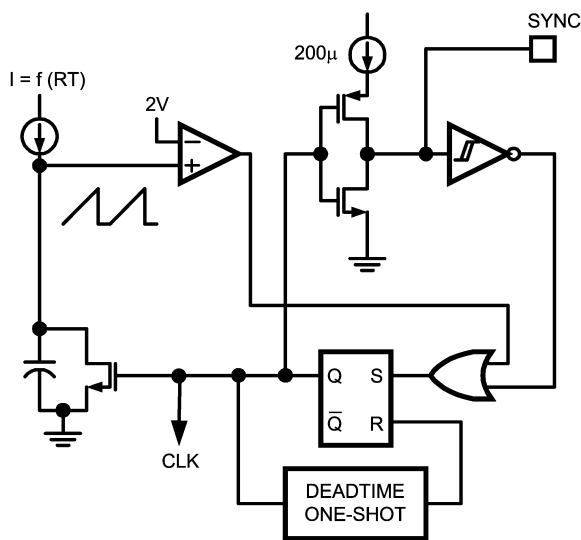 SYNC
200μ
I = f (RT)
2V
−
+
Q
S
Q̅
R
CLK
DEADTIME
ONE-SHOT